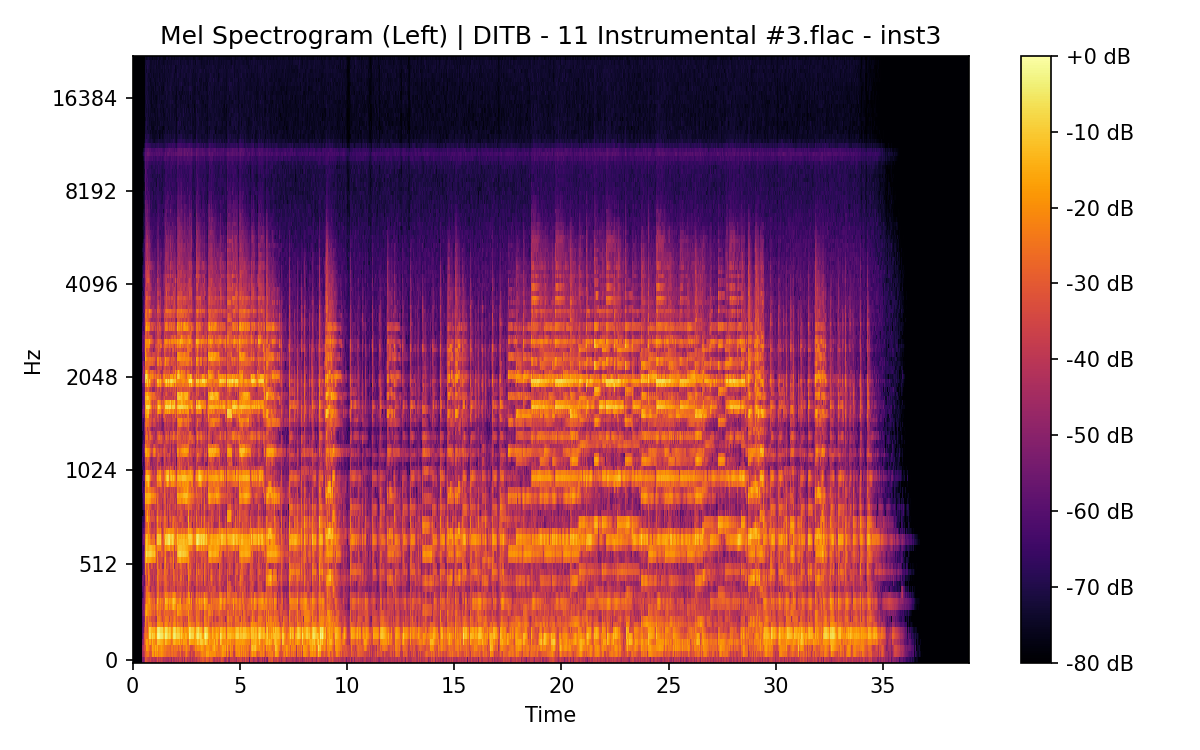 Mel Spectrogram (Left) | DITB - 11 Instrumental #3.flac - inst3
16384
8192
4096
2048
1024
512
0
Hz
0 5 10 15 20 25 30 35
Time
+0 dB
-10 dB
-20 dB
-30 dB
-40 dB
-50 dB
-60 dB
-70 dB
-80 dB